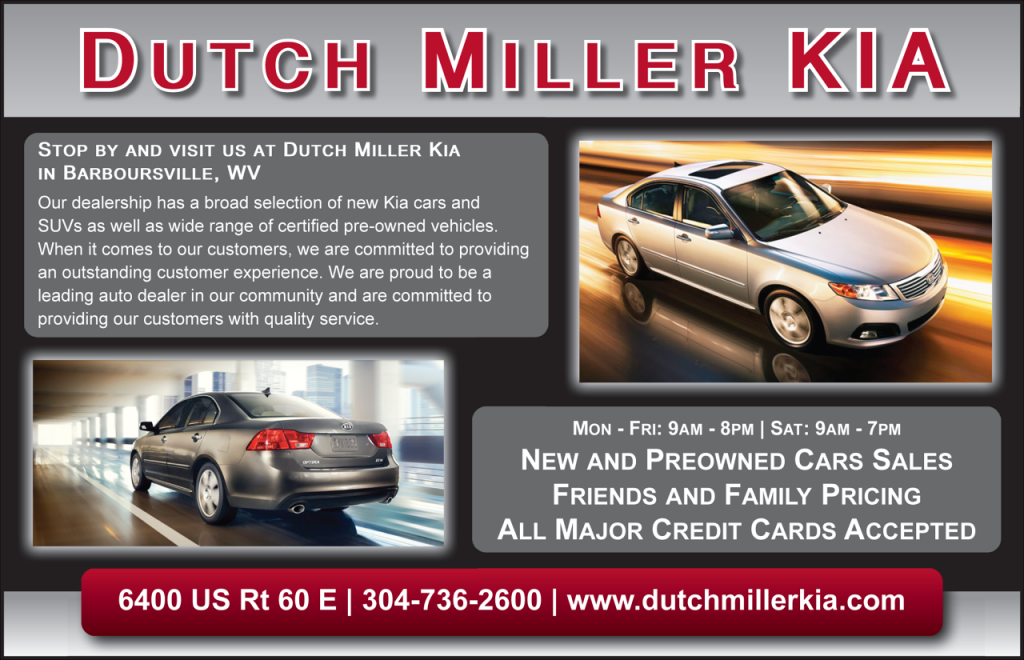 DUTCH MILLER KIA
STOP BY AND VISIT US AT DUTCH MILLER KIA
IN BARBOURSVILLE, WV
Our dealership has a broad selection of new Kia cars and
SUVs as well as wide range of certified pre-owned vehicles.
When it comes to our customers, we are committed to providing
an outstanding customer experience. We are proud to be a
leading auto dealer in our community and are committed to
providing our customers with quality service.
KIA
OPTIMA
MON - FRI: 9AM - 8PM | SAT: 9AM - 7PM
NEW AND PREOWNED CARS SALES
FRIENDS AND FAMILY PRICING
ALL MAJOR CREDIT CARDS ACCEPTED
6400 US Rt 60 E | 304-736-2600 | www.dutchmillerkia.com